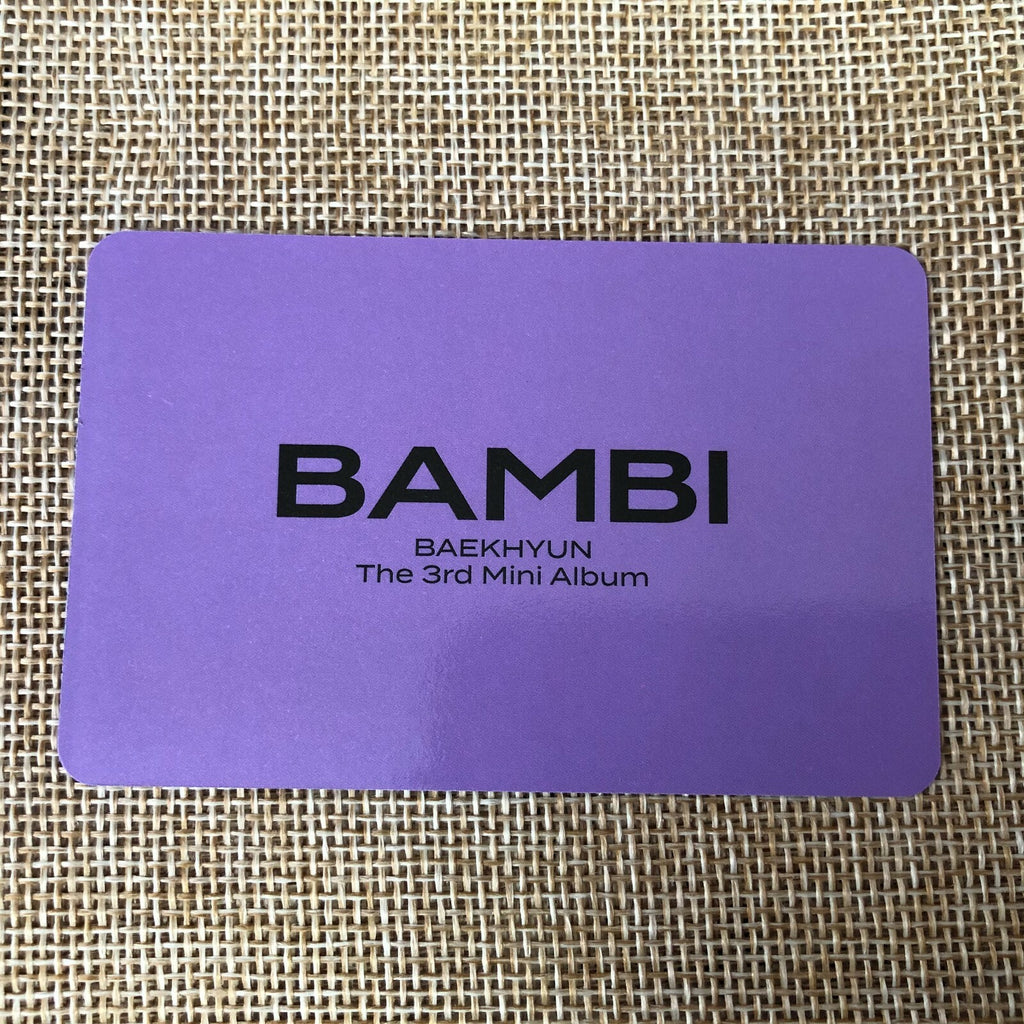 BAMBI
BAEKHYUN
The 3rd Mini Album